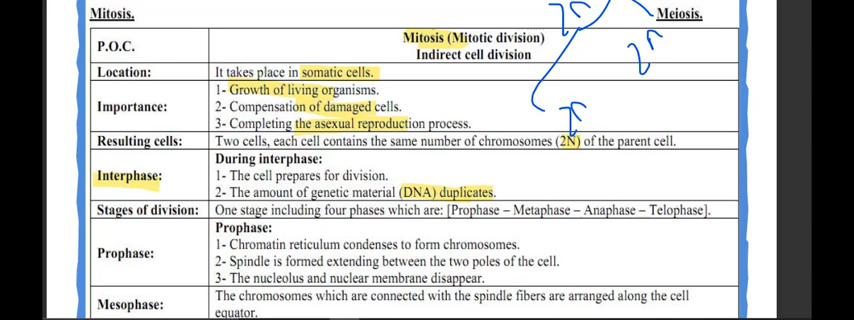 Mitosis. Meiosis.
P.O.C. Mitosis (Mitotic division)
Indirect cell division
Location: It takes place in somatic cells.
Importance: 1- Growth of living organisms.
2- Compensation of damaged cells.
3- Completing the asexual reproduction process.
Resulting cells: Two cells, each cell contains the same number of chromosomes (2N) of the parent cell.
Interphase: During interphase:
1- The cell prepares for division.
2- The amount of genetic material (DNA) duplicates.
Stages of division: One stage including four phases which are: [Prophase – Metaphase – Anaphase – Telophase].
Prophase: Prophase:
1- Chromatin reticulum condenses to form chromosomes.
2- Spindle is formed extending between the two poles of the cell.
3- The nucleolus and nuclear membrane disappear.
Mesophase: The chromosomes which are connected with the spindle fibers are arranged along the cell
equator.
2n
2n
2n